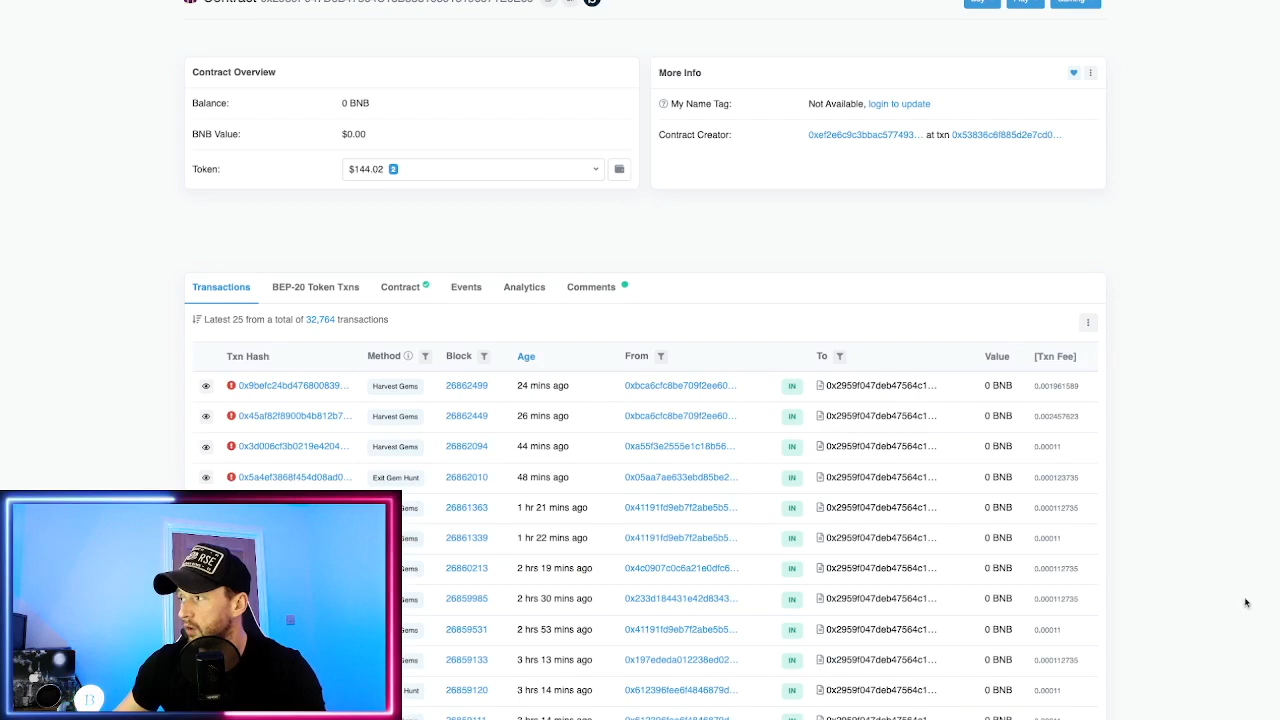 Contract Overview
Balance: 0 BNB
BNB Value: $0.00
Token: $144.02 2
More Info
My Name Tag: Not Available, login to update
Contract Creator: 0xef2e6c9c3bbac577493... at txn 0x53836c6f885d2e7cd0...
Transactions BEP-20 Token Txns Contract Events Analytics Comments
Latest 25 from a total of 32,764 transactions
Txn Hash Method Block Age From To Value [Txn Fee]
0x9befc24bd476800839... Harvest Gems 26862499 24 mins ago 0xbca6cfc8be709f2ee60... IN 0x2959f047deb47564c1... 0 BNB 0.001961589
0x45af82f8900b4b812b7... Harvest Gems 26862449 26 mins ago 0xbca6cfc8be709f2ee60... IN 0x2959f047deb47564c1... 0 BNB 0.002457623
0x3d006cf3b0219e4204... Harvest Gems 26862094 44 mins ago 0xa55f3e2555e1c18b56... IN 0x2959f047deb47564c1... 0 BNB 0.00011
0x5a4ef3868f454d08ad0... Exit Gem Hunt 26862010 48 mins ago 0x05aa7ae633ebd85be2... IN 0x2959f047deb47564c1... 0 BNB 0.000123735
ems 26861363 1 hr 21 mins ago 0x41191fd9eb7f2abe5b5... IN 0x2959f047deb47564c1... 0 BNB 0.000112735
ems 26861339 1 hr 22 mins ago 0x41191fd9eb7f2abe5b5... IN 0x2959f047deb47564c1... 0 BNB 0.00011
ems 26860213 2 hrs 19 mins ago 0x4c0907c0c6a21e0dfc6... IN 0x2959f047deb47564c1... 0 BNB 0.000112735
ems 26859985 2 hrs 30 mins ago 0x233d184431e42d8343... IN 0x2959f047deb47564c1... 0 BNB 0.000112735
ems 26859531 2 hrs 53 mins ago 0x41191fd9eb7f2abe5b5... IN 0x2959f047deb47564c1... 0 BNB 0.00011
ems 26859133 3 hrs 13 mins ago 0x197ededa012238ed02... IN 0x2959f047deb47564c1... 0 BNB 0.000112735
Hunt 26859120 3 hrs 14 mins ago 0x612396fee6f4846879d... IN 0x2959f047deb47564c1... 0 BNB 0.00011